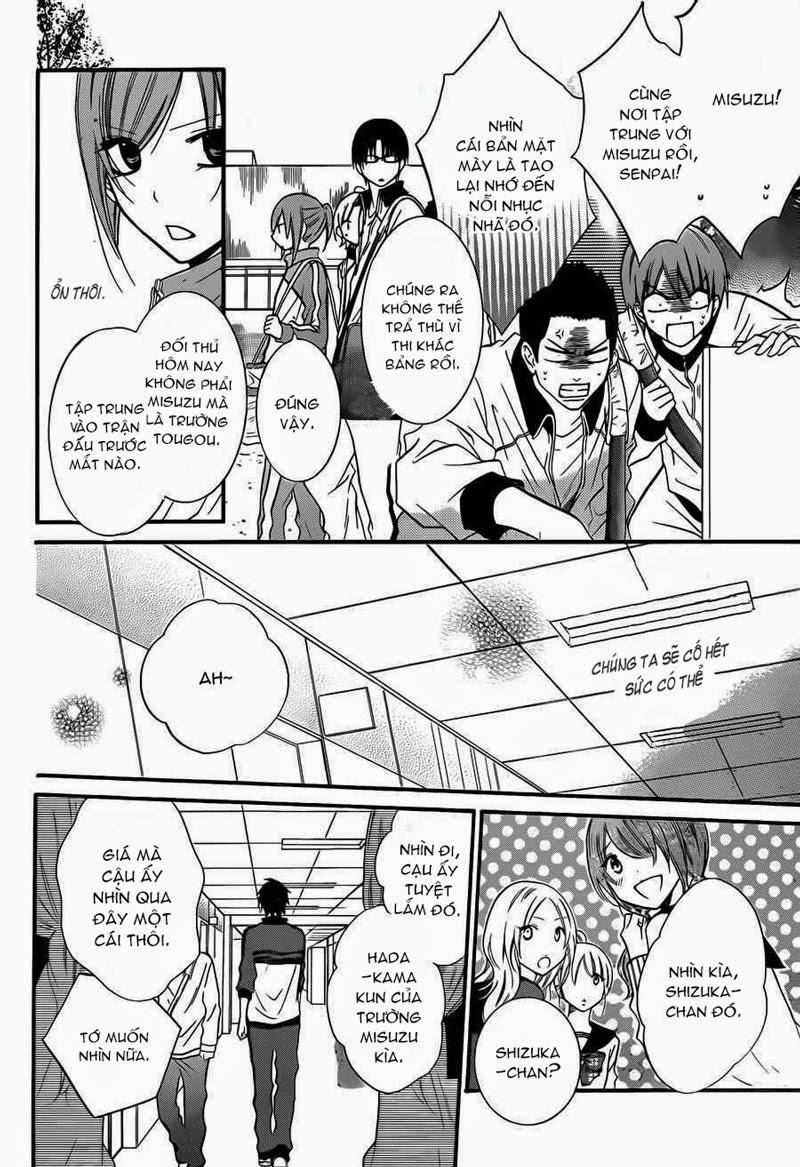 MISUZU!
CÙNG
NƠI TẬP
TRUNG VỚI
MISUZU RỒI,
SENPAI!
NHÌN
CÁI BẢN MẶT
MÀY LÀ TAO
LẠI NHỚ ĐẾN
NỖI NHỤC
NHÃ ĐÓ.
CHÚNG RA
KHÔNG THỂ
TRẢ THÙ VÌ
THI KHÁC
BẢNG RỒI.
ĐÚNG
VẬY.
ỔN THÔI.
ĐỐI THỦ
HÔM NAY
KHÔNG PHẢI
MISUZU MÀ
LÀ TRƯỜNG
TOUGOU.
TẬP TRUNG
VÀO TRẬN
ĐẤU TRƯỚC
MẮT NÀO.
CHÚNG TA SẼ CỐ HẾT
SỨC CÓ THỂ
AH~
NHÌN KÌA,
SHIZUKA-
CHAN ĐÓ.
SHIZUKA
-CHAN?
NHÌN ĐI,
CẬU ẤY
TUYỆT
LẮM ĐÓ.
HADA
-KAMA
KUN CỦA
TRƯỜNG
MISUZU
KÌA.
GIÁ MÀ
CẬU ẤY
NHÌN QUA
ĐÂY MỘT
CÁI THÔI.
TỚ MUỐN
NHÌN NỮA.